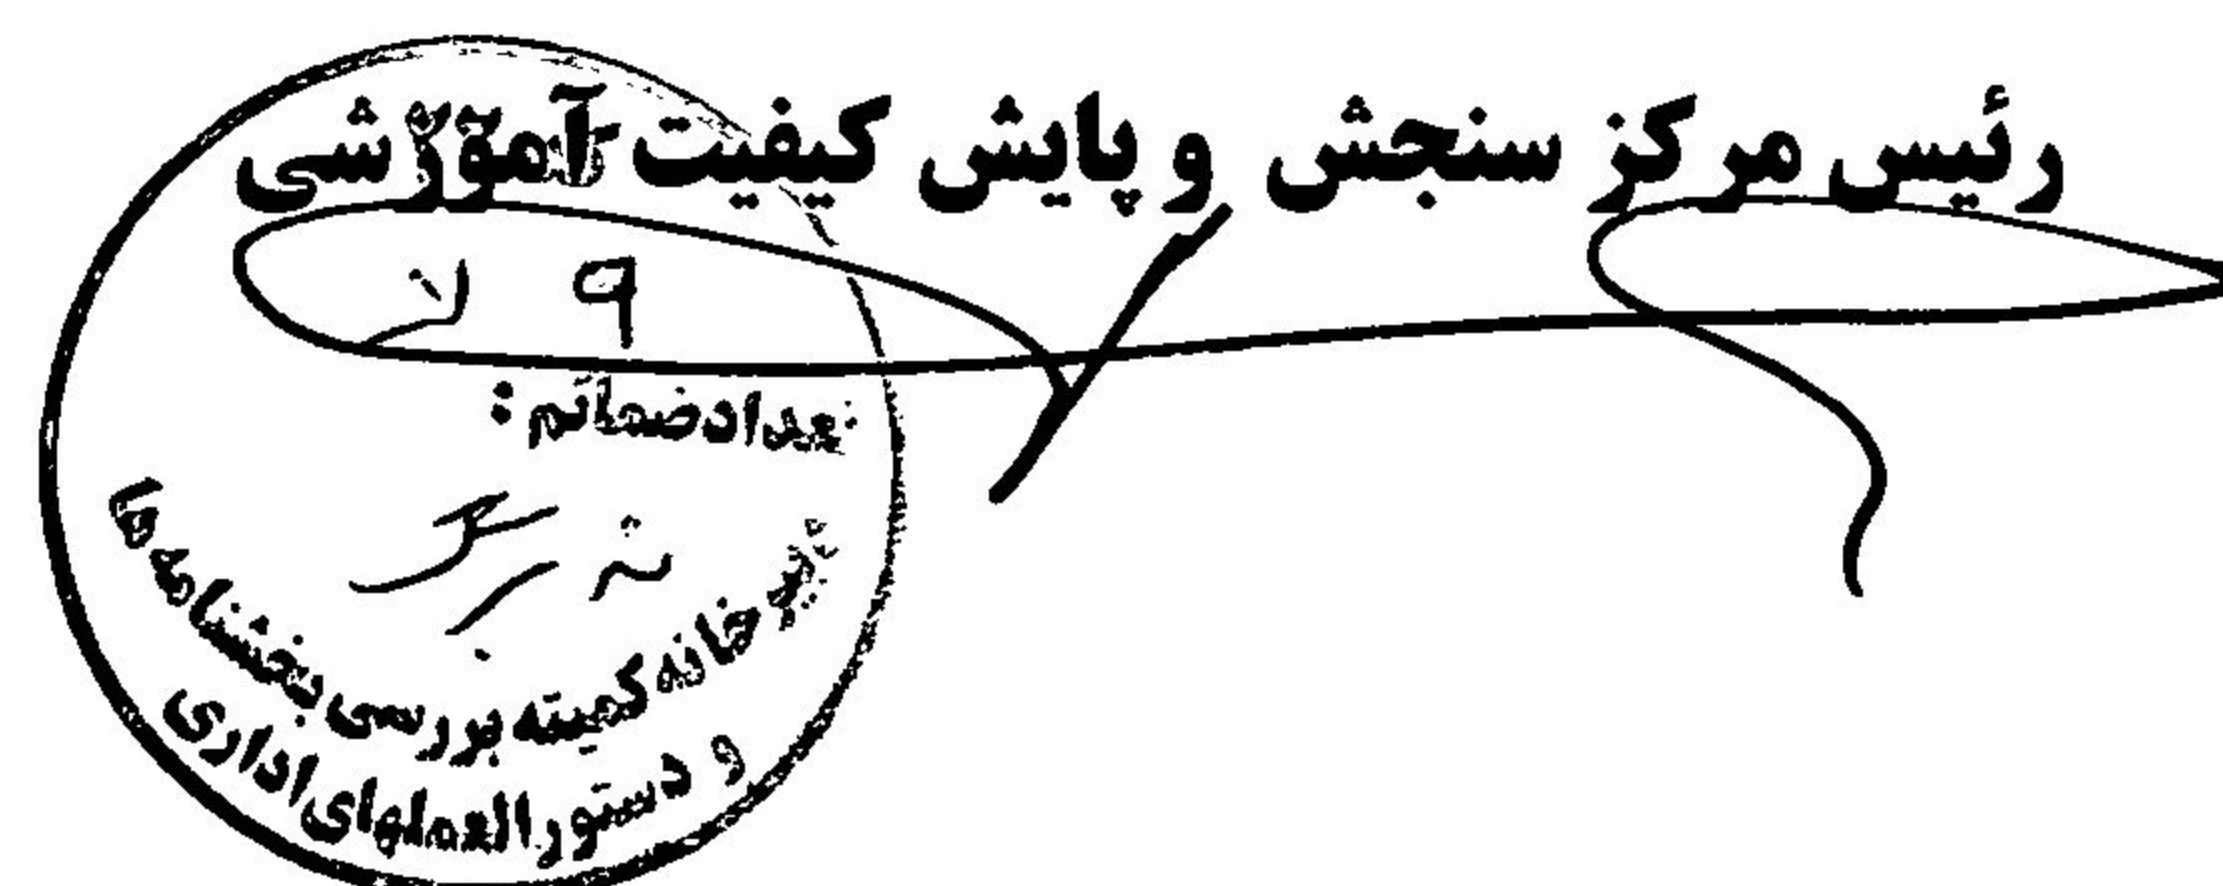 رئیس مرکز سنجش و پایش کیفیت آموزشی
۹
تعداد ضمائم:
دبیرخانه کمیته بررسی بخشنامه ها
و دستورالعملهای اداری